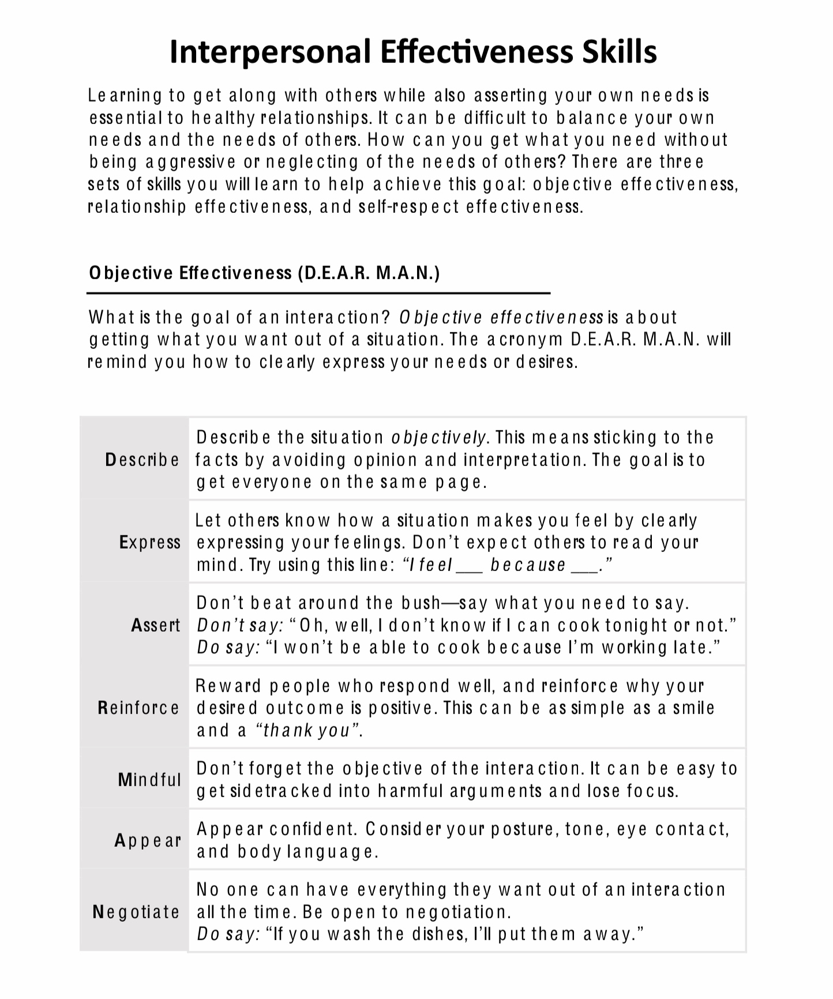 Interpersonal Effectiveness Skills
Learning to get along with others while also asserting your own needs is
essential to healthy relationships. It can be difficult to balance your own
needs and the needs of others. How can you get what you need without
being aggressive or neglecting of the needs of others? There are three
sets of skills you will learn to help achieve this goal: objective effectiveness,
relationship effectiveness, and self-respect effectiveness.
Objective Effectiveness (D.E.A.R. M.A.N.)
What is the goal of an interaction? Objective effectiveness is about
getting what you want out of a situation. The acronym D.E.A.R. M.A.N. will
remind you how to clearly express your needs or desires.
Describe
Describe the situation objectively. This means sticking to the
facts by avoiding opinion and interpretation. The goal is to
get everyone on the same page.
Express
Let others know how a situation makes you feel by clearly
expressing your feelings. Don’t expect others to read your
mind. Try using this line: “I feel ___ because ___.”
Assert
Don’t beat around the bush—say what you need to say.
Don’t say: “Oh, well, I don’t know if I can cook tonight or not.”
Do say: “I won’t be able to cook because I’m working late.”
Reinforce
Reward people who respond well, and reinforce why your
desired outcome is positive. This can be as simple as a smile
and a “thank you”.
Mindful
Don’t forget the objective of the interaction. It can be easy to
get sidetracked into harmful arguments and lose focus.
Appear
Appear confident. Consider your posture, tone, eye contact,
and body language.
Negotiate
No one can have everything they want out of an interaction
all the time. Be open to negotiation.
Do say: “If you wash the dishes, I’ll put them away.”